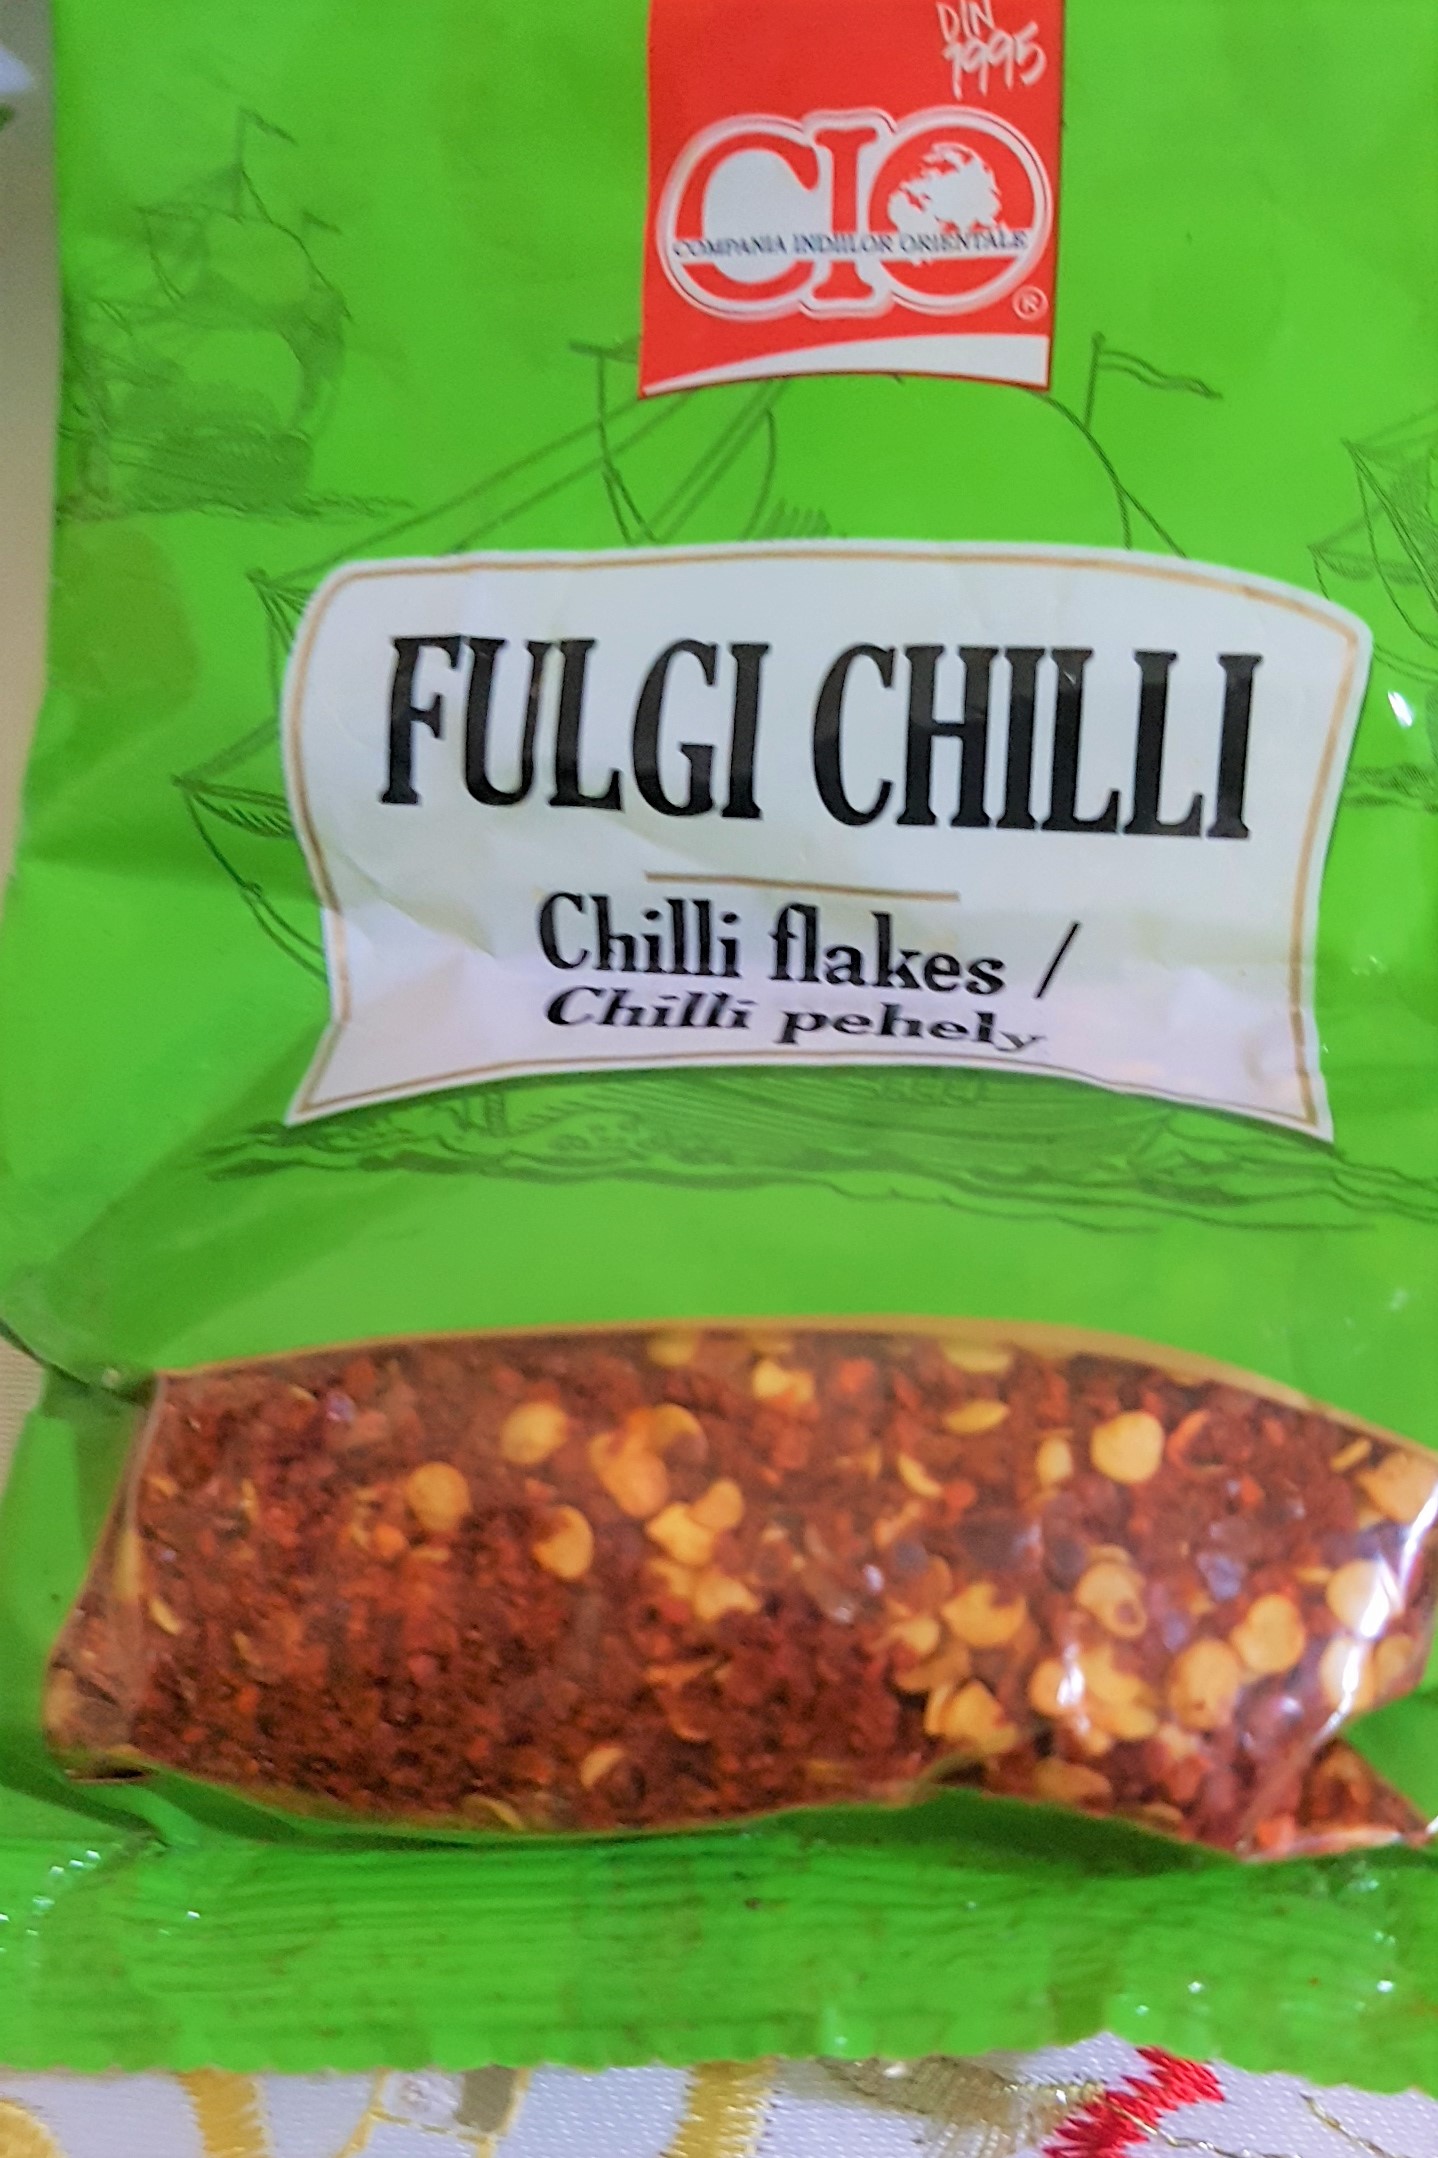 DIN
1995
CIO
COMPANIA INDIILOR ORIENTALE
®
FULGI CHILLI
Chilli flakes /
Chilli pehely